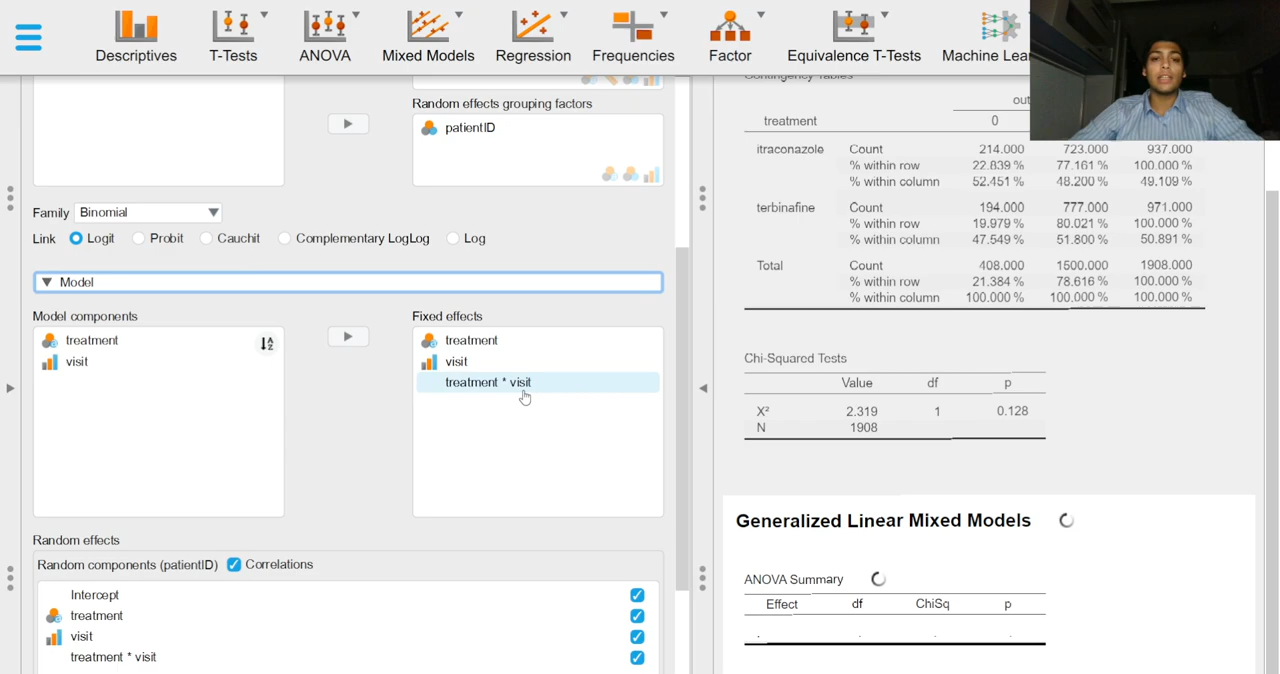 Descriptives T-Tests ANOVA Mixed Models Regression Frequencies Factor Equivalence T-Tests Machine Lea
Random effects grouping factors
patientID
Family Binomial
Link Logit Probit Cauchit Complementary LogLog Log
Model
Model components
treatment
visit
Fixed effects
treatment
visit
treatment * visit
Random effects
Random components (patientID) Correlations
Intercept
treatment
visit
treatment * visit
Contingency Tables
out
treatment 0
itraconazole Count 214.000 723.000 937.000
% within row 22.839 % 77.161 % 100.000 %
% within column 52.451 % 48.200 % 49.109 %
terbinafine Count 194.000 777.000 971.000
% within row 19.979 % 80.021 % 100.000 %
% within column 47.549 % 51.800 % 50.891 %
Total Count 408.000 1500.000 1908.000
% within row 21.384 % 78.616 % 100.000 %
% within column 100.000 % 100.000 % 100.000 %
Chi-Squared Tests
Value df p
X² 2.319 1 0.128
N 1908
Generalized Linear Mixed Models
ANOVA Summary
Effect df ChiSq p
. . . .